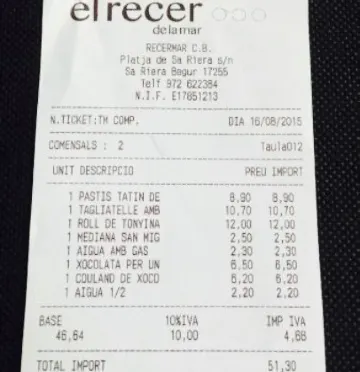 el recer
de la mar
RECERMAR C.B.
Platja de Sa Riera s/n
Sa Riera Begur 17255
Telf 972 622384
N.I.F. E17851213
N.TICKET:TM COMP. DIA 16/08/2015
COMENSALS : 2 Taula012
UNIT DESCRIPCIO PREU IMPORT
1 PASTIS TATIN DE 8,90 8,90
1 TAGLIATELLE AMB 10,70 10,70
1 ROLL DE TONYINA 12,00 12,00
1 MEDIANA SAN MIG 2,50 2,50
1 AIGUA AMB GAS 2,30 2,30
1 XOCOLATA PER UN 6,50 6,50
1 COULAND DE XOCO 6,20 6,20
1 AIGUA 1/2 2,20 2,20
BASE 10%IVA IMP IVA
46,64 10,00 4,66
TOTAL IMPORT 51,30